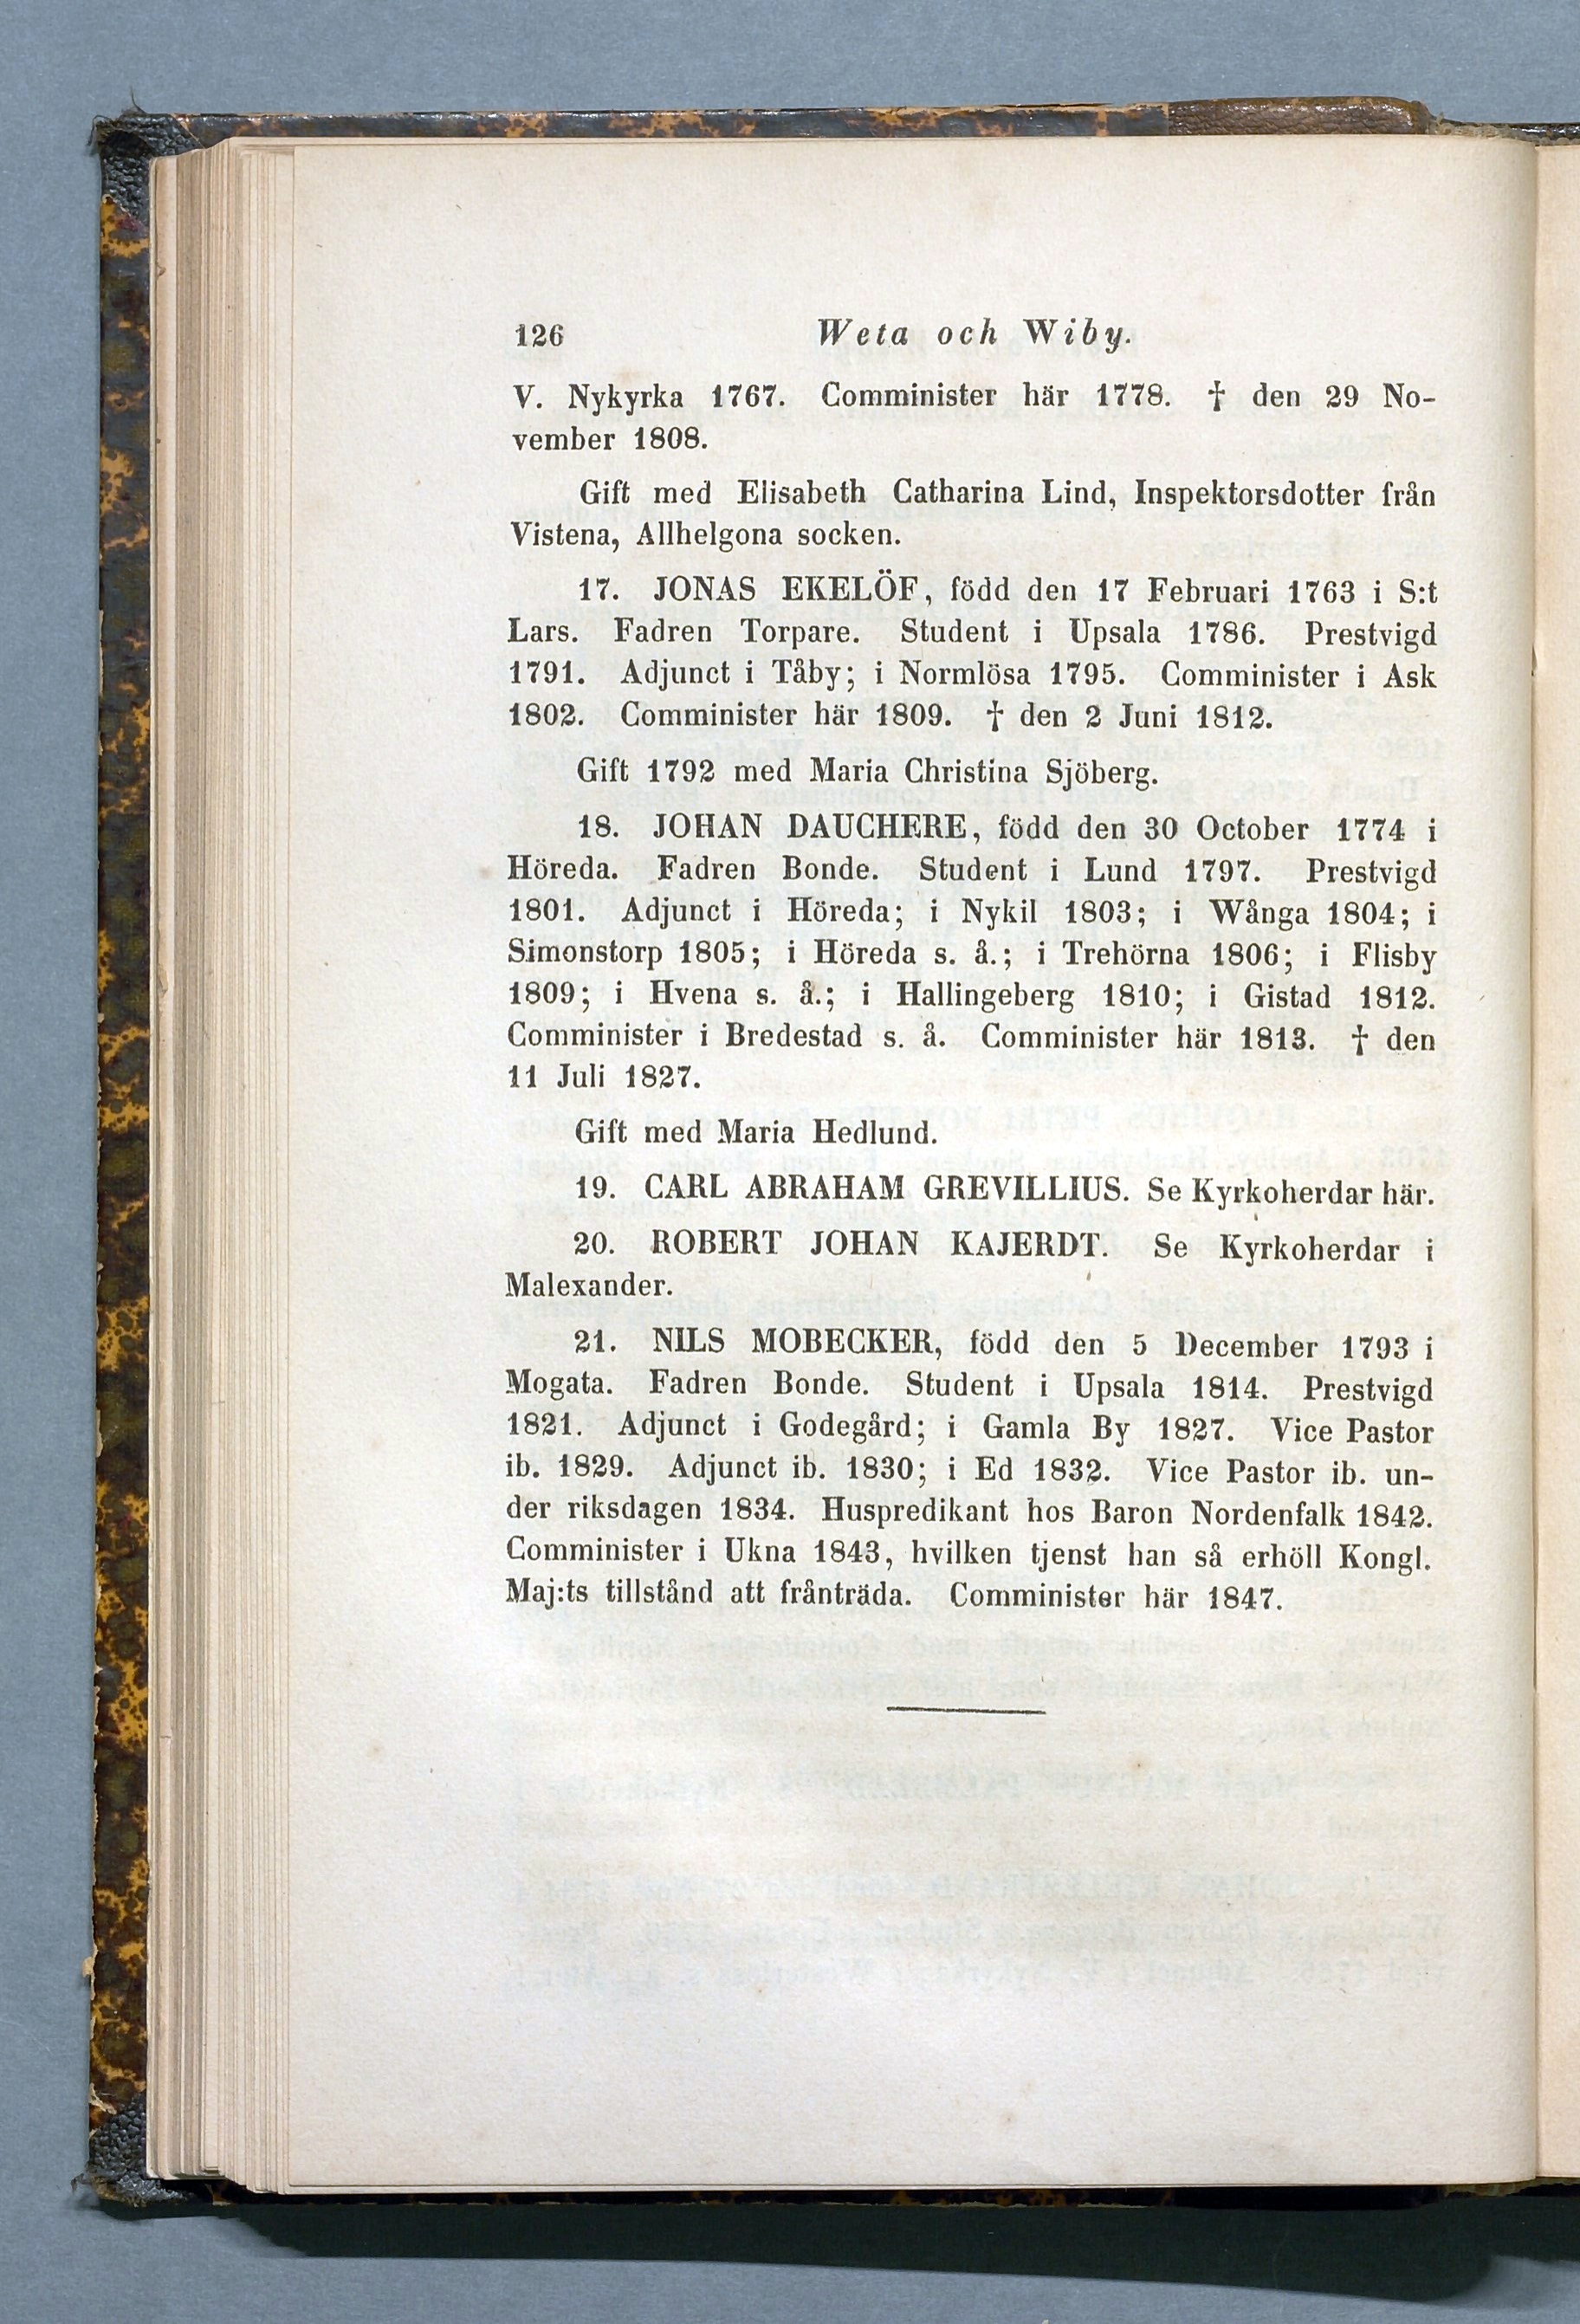 126 Weta och Wiby.
V. Nykyrka 1767. Comminister här 1778. † den 29 No-
vember 1808.
Gift med Elisabeth Catharina Lind, Inspektorsdotter från
Vistena, Allhelgona socken.
17. JONAS EKELÖF, född den 17 Februari 1763 i S:t
Lars. Fadren Torpare. Student i Upsala 1786. Prestvigd
1791. Adjunct i Tåby; i Normlösa 1795. Comminister i Ask
1802. Comminister här 1809. † den 2 Juni 1812.
Gift 1792 med Maria Christina Sjöberg.
18. JOHAN DAUCHERE, född den 30 October 1774 i
Höreda. Fadren Bonde. Student i Lund 1797. Prestvigd
1801. Adjunct i Höreda; i Nykil 1803; i Wånga 1804; i
Simonstorp 1805; i Höreda s. å.; i Trehörna 1806; i Flisby
1809; i Hvena s. å.; i Hallingeberg 1810; i Gistad 1812.
Comminister i Bredestad s. å. Comminister här 1813. † den
11 Juli 1827.
Gift med Maria Hedlund.
19. CARL ABRAHAM GREVILLIUS. Se Kyrkoherdar här.
20. ROBERT JOHAN KAJERDT. Se Kyrkoherdar i
Malexander.
21. NILS MOBECKER, född den 5 December 1793 i
Mogata. Fadren Bonde. Student i Upsala 1814. Prestvigd
1821. Adjunct i Godegård; i Gamla By 1827. Vice Pastor
ib. 1829. Adjunct ib. 1830; i Ed 1832. Vice Pastor ib. un-
der riksdagen 1834. Huspredikant hos Baron Nordenfalk 1842.
Comminister i Ukna 1843, hvilken tjenst han så erhöll Kongl.
Maj:ts tillstånd att frånträda. Comminister här 1847.